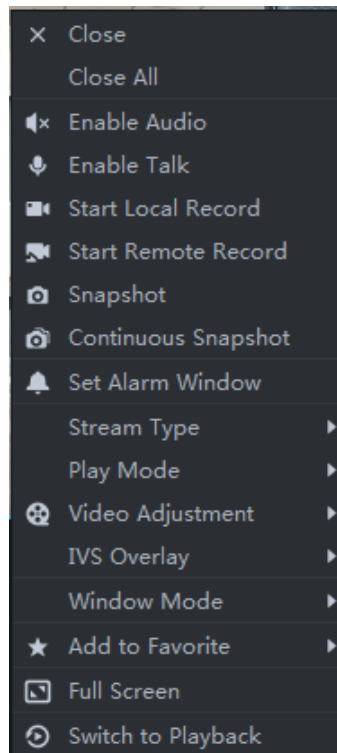 Close
Close All
Enable Audio
Enable Talk
Start Local Record
Start Remote Record
Snapshot
Continuous Snapshot
Set Alarm Window
Stream Type
Play Mode
Video Adjustment
IVS Overlay
Window Mode
Add to Favorite
Full Screen
Switch to Playback